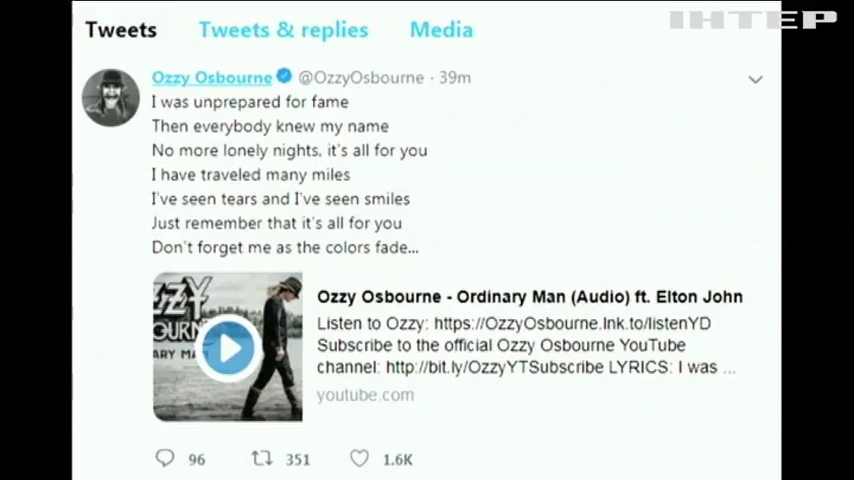 ІНТЕР
Tweets Tweets & replies Media
Ozzy Osbourne @OzzyOsbourne · 39m
I was unprepared for fame
Then everybody knew my name
No more lonely nights, it's all for you
I have traveled many miles
I've seen tears and I've seen smiles
Just remember that it's all for you
Don't forget me as the colors fade...
OZZY
OURN
ARY MA
Ozzy Osbourne - Ordinary Man (Audio) ft. Elton John
Listen to Ozzy: https://OzzyOsbourne.lnk.to/listenYD
Subscribe to the official Ozzy Osbourne YouTube
channel: http://bit.ly/OzzyYTSubscribe LYRICS: I was ...
youtube.com
96 351 1.6K